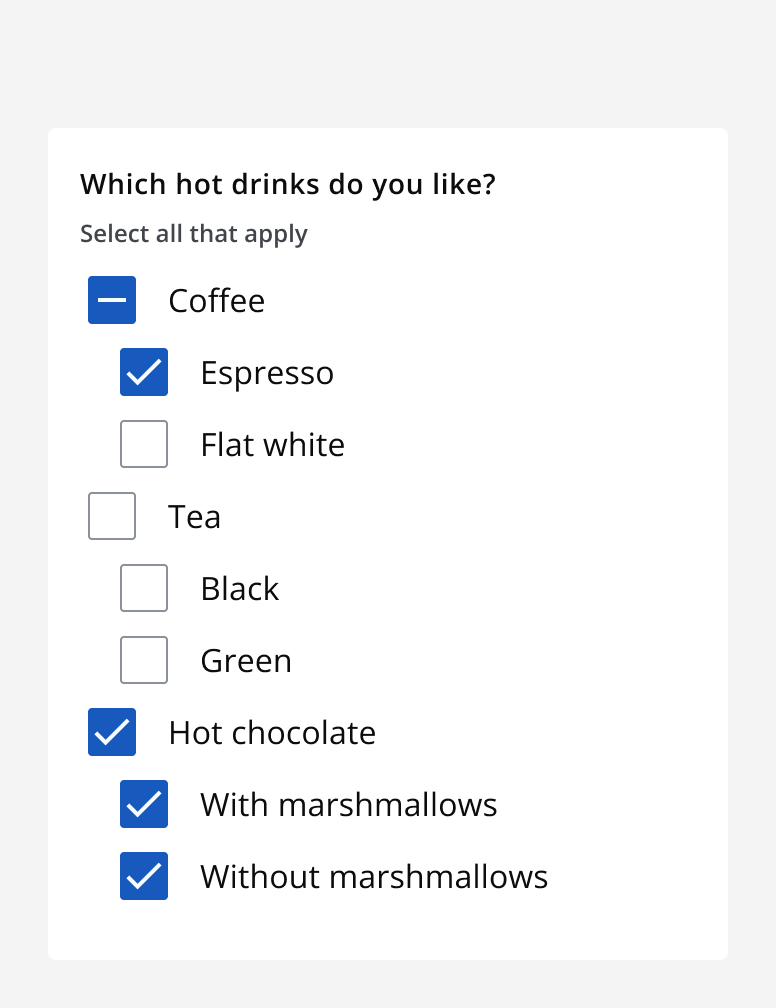 Which hot drinks do you like?
Select all that apply
Coffee
Espresso
Flat white
Tea
Black
Green
Hot chocolate
With marshmallows
Without marshmallows